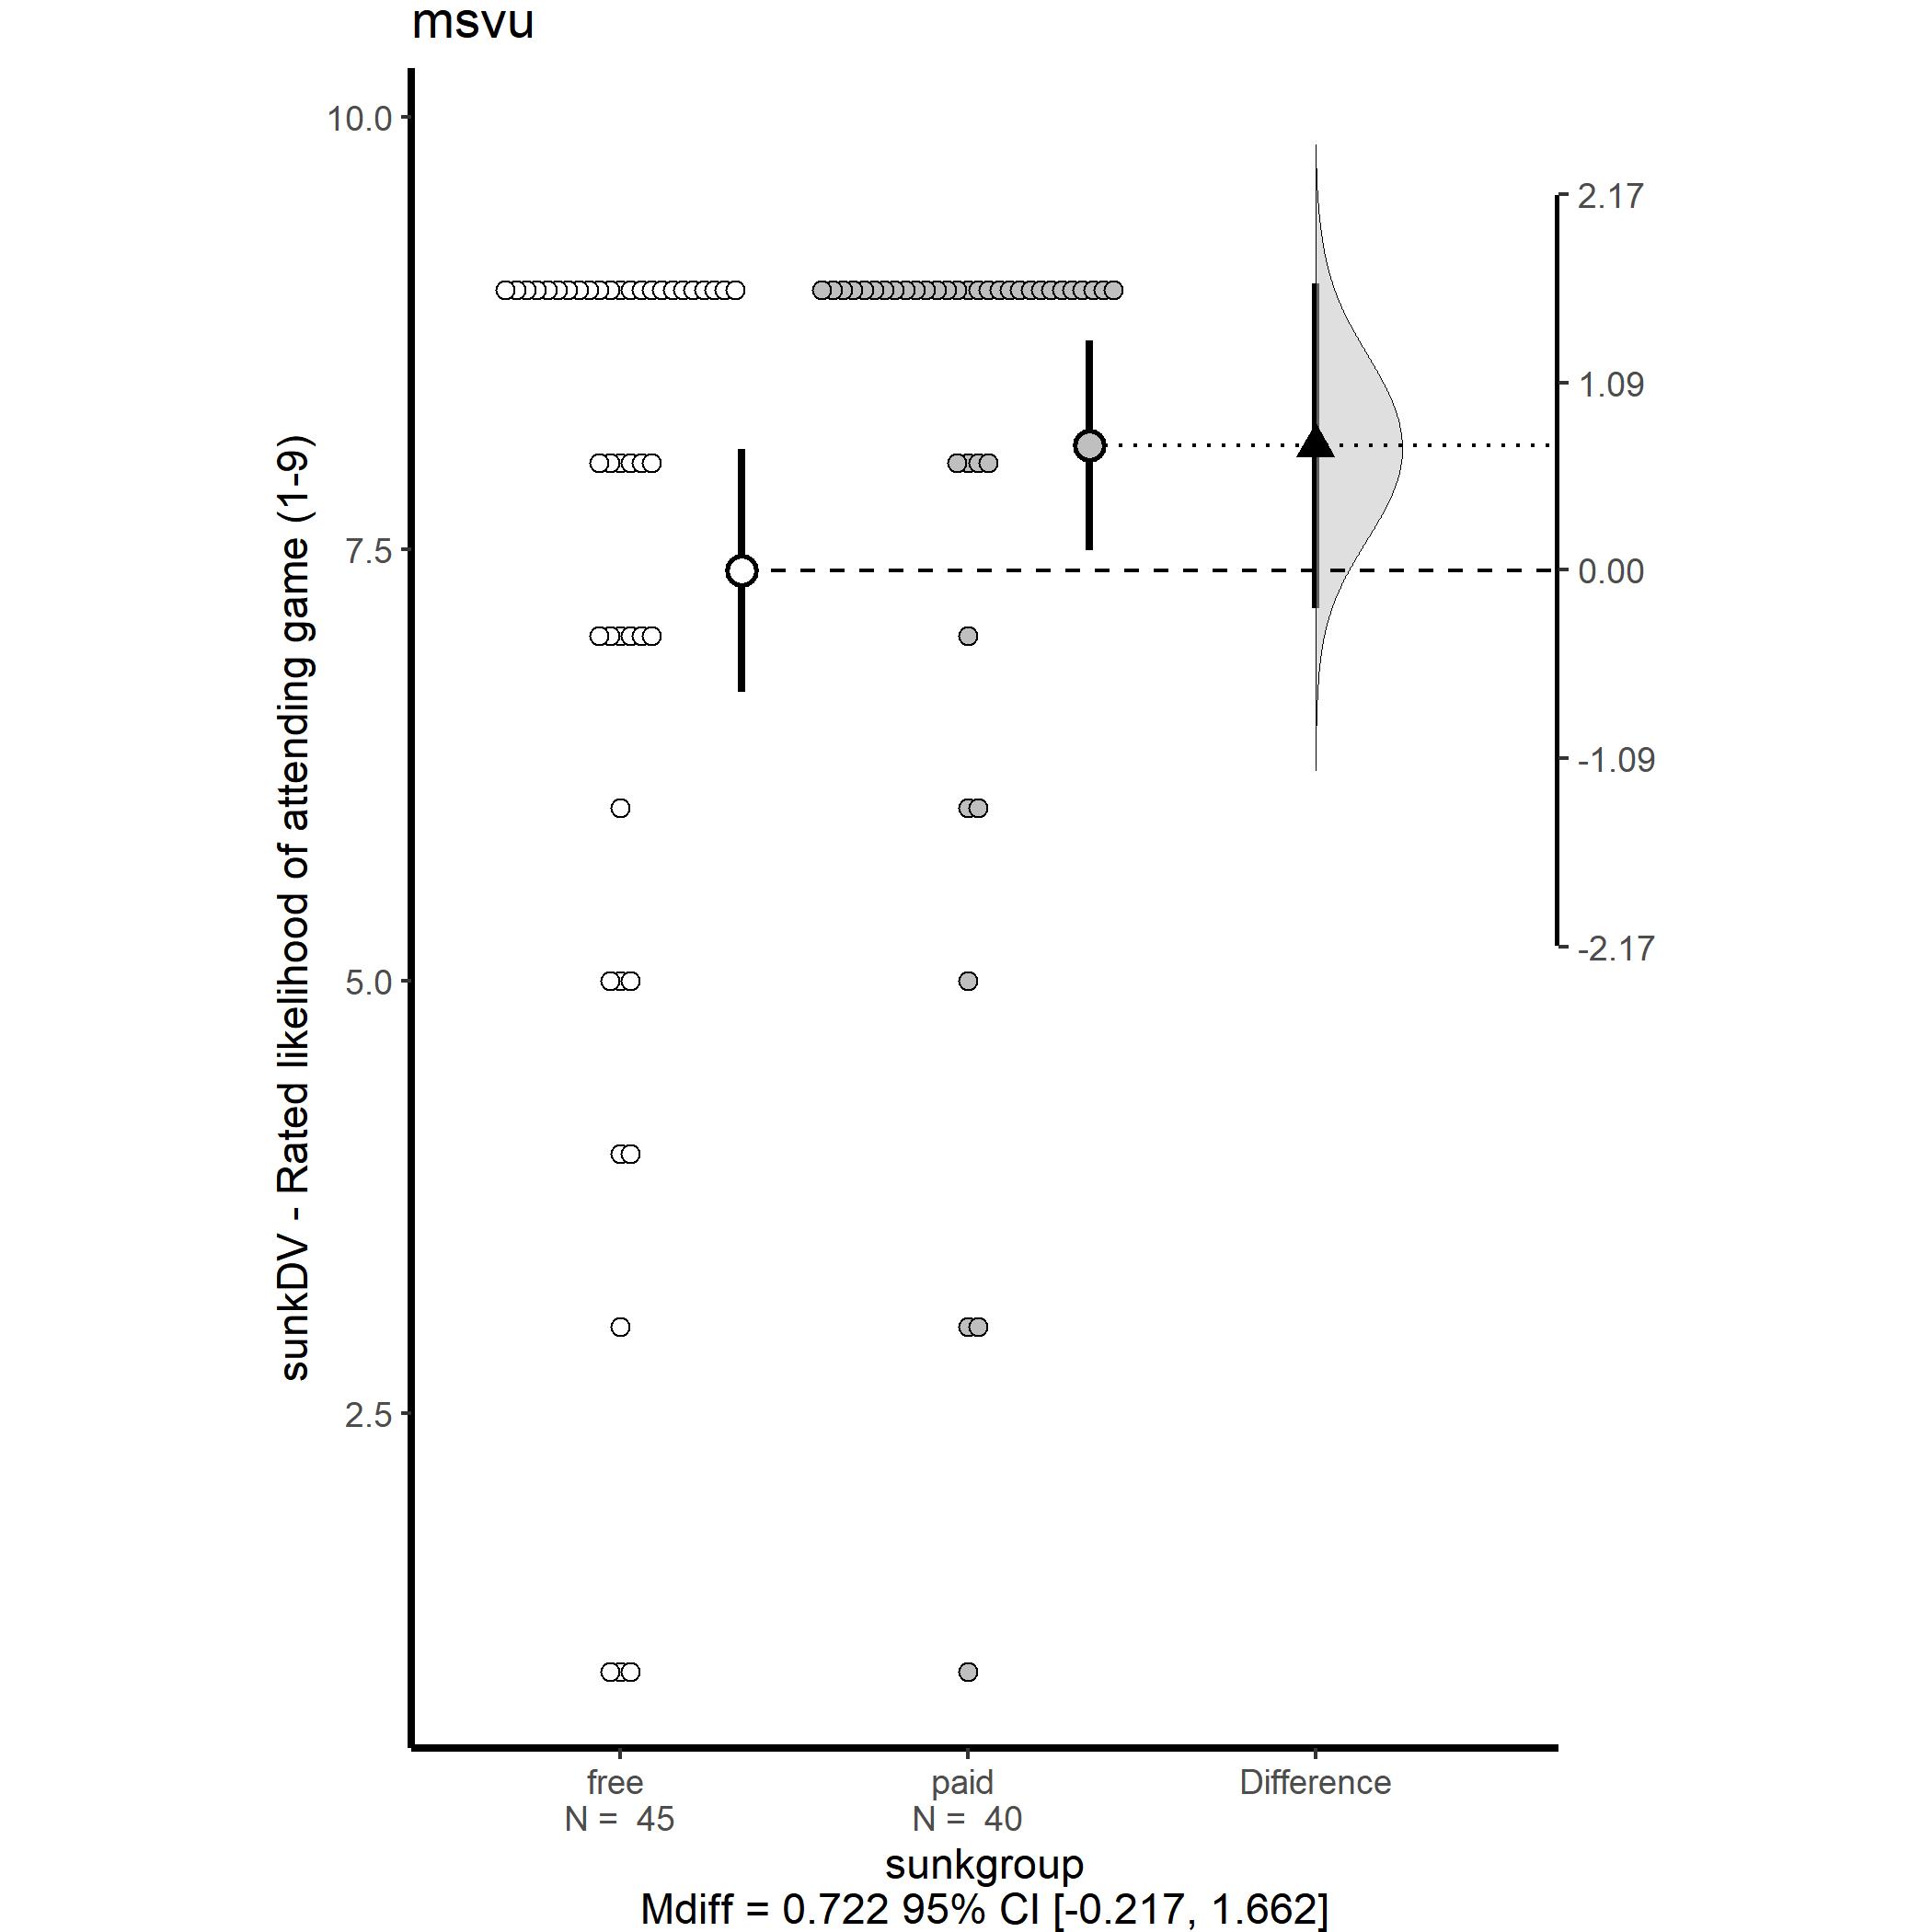 msvu
10.0
7.5
5.0
2.5
sunkDV - Rated likelihood of attending game (1-9)
2.17
1.09
0.00
-1.09
-2.17
free
N =  45
paid
N =  40
Difference
sunkgroup
Mdiff = 0.722 95% CI [-0.217, 1.662]